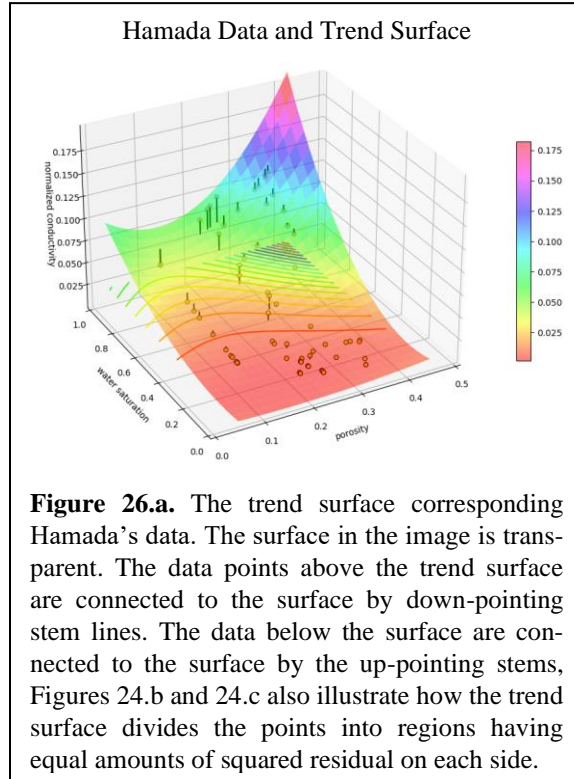 Hamada Data and Trend Surface
0.175
0.150
0.125
0.100
0.075
0.050
0.025
normalized conductivity
1.0
0.8
0.6
0.4
0.2
0.0
water saturation
0.0
0.1
0.2
0.3
0.4
0.5
porosity
0.175
0.150
0.125
0.100
0.075
0.050
0.025
Figure 26.a. The trend surface corresponding
Hamada’s data. The surface in the image is trans-
parent. The data points above the trend surface
are connected to the surface by down-pointing
stem lines. The data below the surface are con-
nected to the surface by the up-pointing stems,
Figures 24.b and 24.c also illustrate how the trend
surface divides the points into regions having
equal amounts of squared residual on each side.